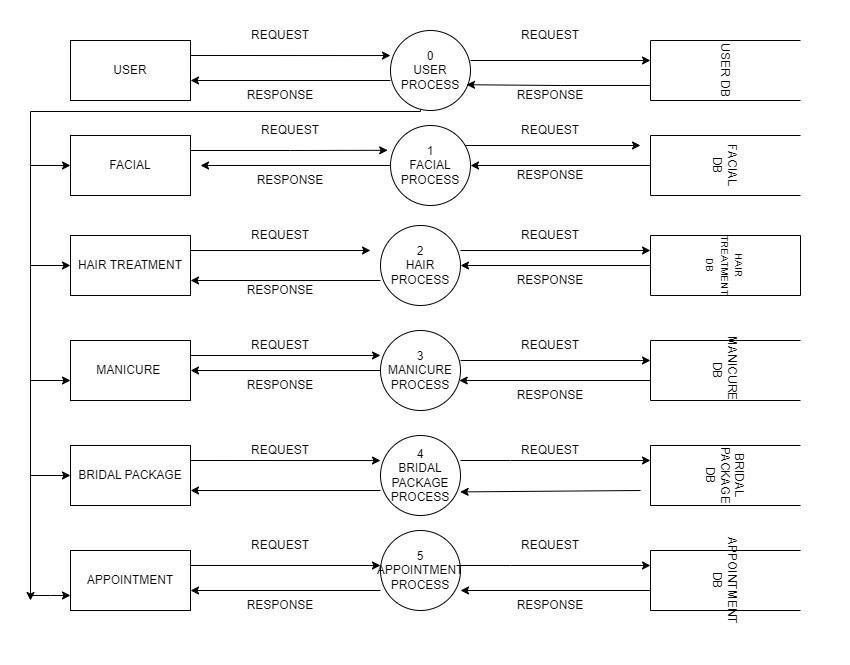 REQUEST
REQUEST
USER
0
USER
PROCESS
USER DB
RESPONSE
RESPONSE
REQUEST
REQUEST
FACIAL
1
FACIAL
PROCESS
FACIAL
DB
RESPONSE
RESPONSE
REQUEST
REQUEST
HAIR TREATMENT
2
HAIR
PROCESS
HAIR
TREATMENT
DB
RESPONSE
RESPONSE
REQUEST
REQUEST
MANICURE
3
MANICURE
PROCESS
MANICURE
DB
RESPONSE
RESPONSE
REQUEST
REQUEST
BRIDAL PACKAGE
4
BRIDAL
PACKAGE
PROCESS
BRIDAL
PACKAGE
DB
REQUEST
REQUEST
APPOINTMENT
5
APPOINTMENT
PROCESS
APPOINTMENT
DB
RESPONSE
RESPONSE